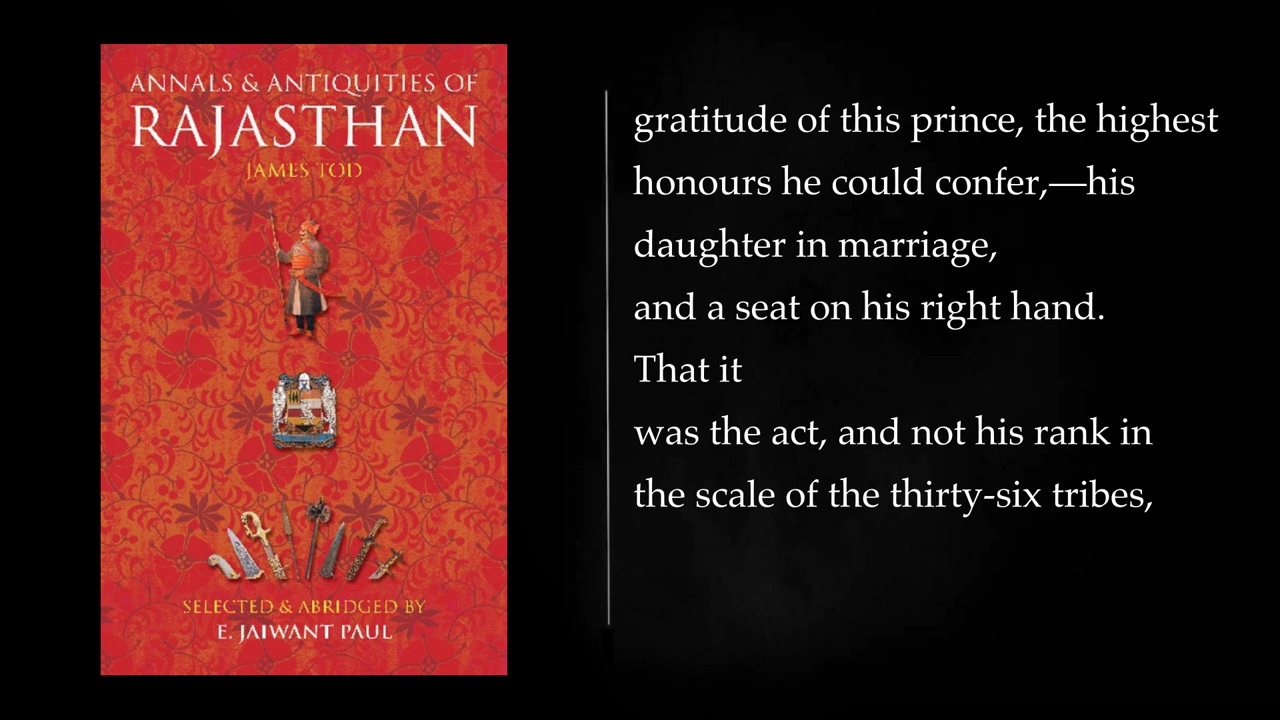 ANNALS & ANTIQUITIES OF
RAJASTHAN
JAMES TOD
SELECTED & ABRIDGED BY
E. JAIWANT PAUL
gratitude of this prince, the highest
honours he could confer,—his
daughter in marriage,
and a seat on his right hand.
That it
was the act, and not his rank in
the scale of the thirty-six tribes,